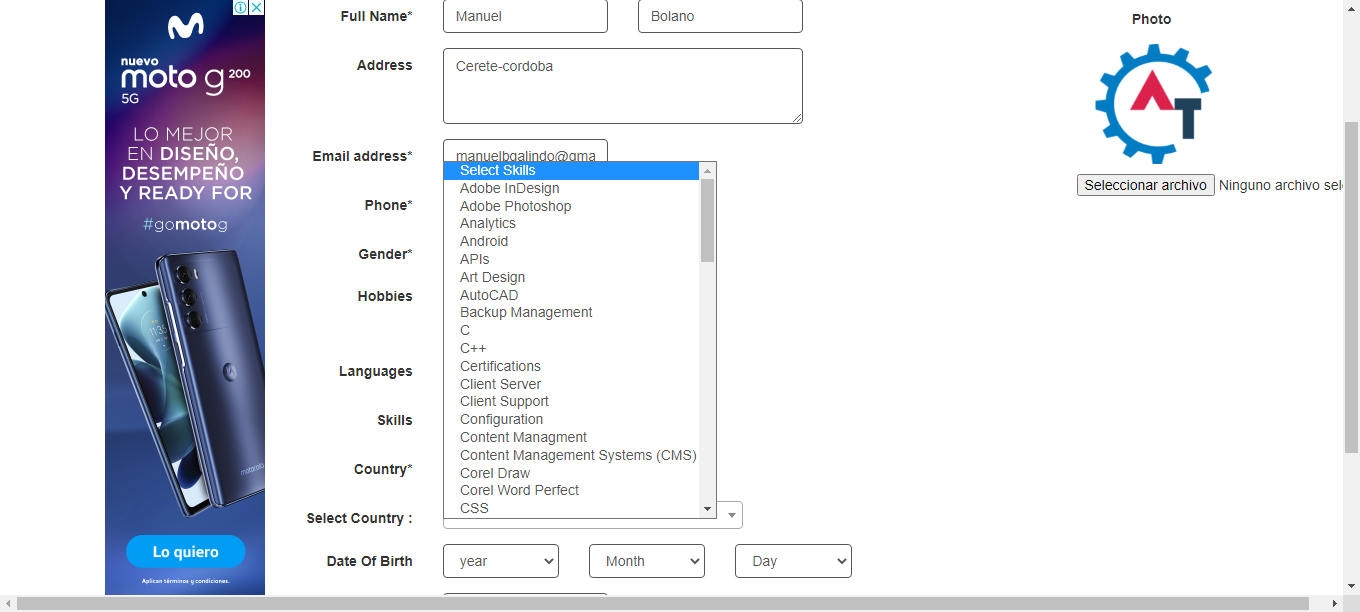 nuevo
moto g 200
5G
LO MEJOR
EN DISEÑO,
DESEMPEÑO
Y READY FOR
#gomotog
motorola
Lo quiero
Aplican términos y condiciones.
Full Name*
Manuel
Bolano
Address
Cerete-cordoba
Email address*
manuelbgalindo@gma
Phone*
Gender*
Hobbies
Languages
Skills
Country*
Select Country :
Select Skills
Adobe InDesign
Adobe Photoshop
Analytics
Android
APIs
Art Design
AutoCAD
Backup Management
C
C++
Certifications
Client Server
Client Support
Configuration
Content Managment
Content Management Systems (CMS)
Corel Draw
Corel Word Perfect
CSS
Date Of Birth
year
Month
Day
Photo
AT
Seleccionar archivo
Ninguno archivo sel